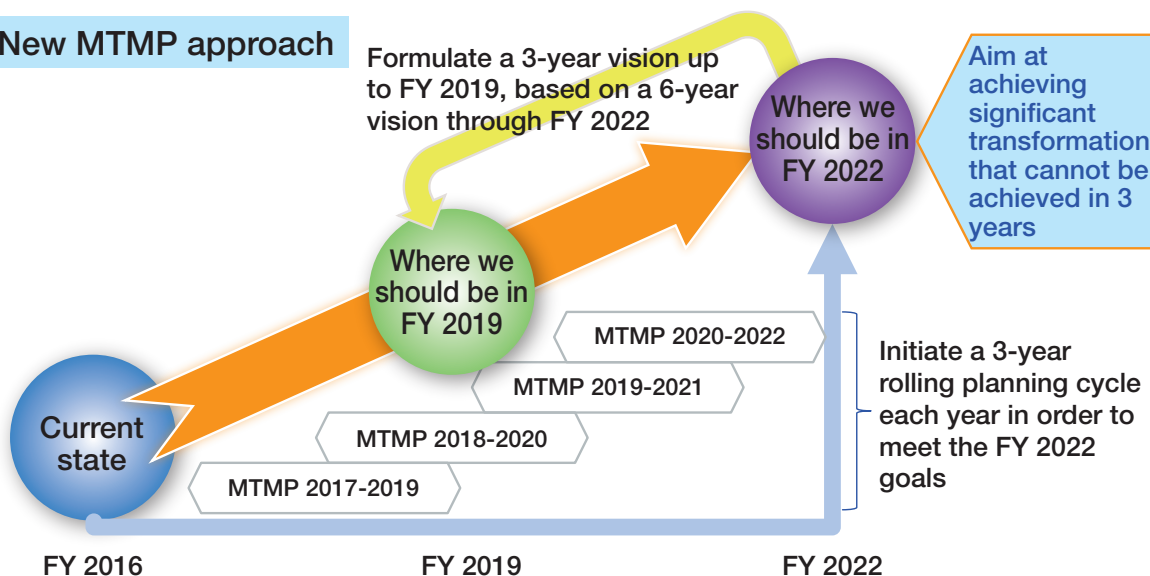 New MTMP approach
Formulate a 3-year vision up
to FY 2019, based on a 6-year
vision through FY 2022
Where we
should be in
FY 2022
Aim at
achieving
significant
transformation
that cannot be
achieved in 3
years
Where we
should be in
FY 2019
MTMP 2020-2022
MTMP 2019-2021
MTMP 2018-2020
MTMP 2017-2019
Initiate a 3-year
rolling planning cycle
each year in order to
meet the FY 2022
goals
Current
state
FY 2016
FY 2019
FY 2022